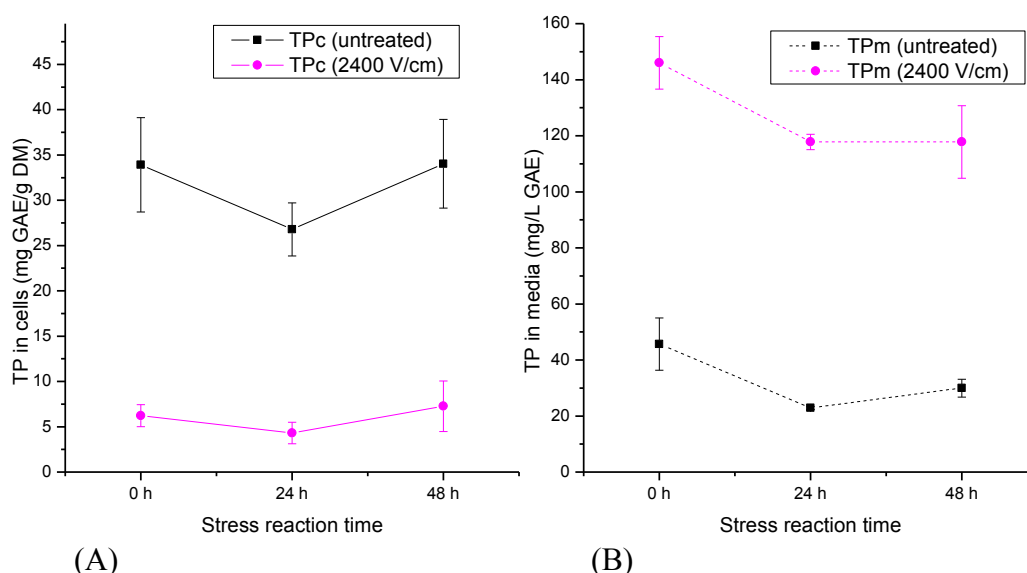 TPc (untreated)
TPc (2400 V/cm)
45
40
35
30
25
20
15
10
5
0
TP in cells (mg GAE/g DM)
0 h
24 h
48 h
Stress reaction time
(A)
TPm (untreated)
TPm (2400 V/cm)
160
140
120
100
80
60
40
20
0
TP in media (mg/L GAE)
0 h
24 h
48 h
Stress reaction time
(B)